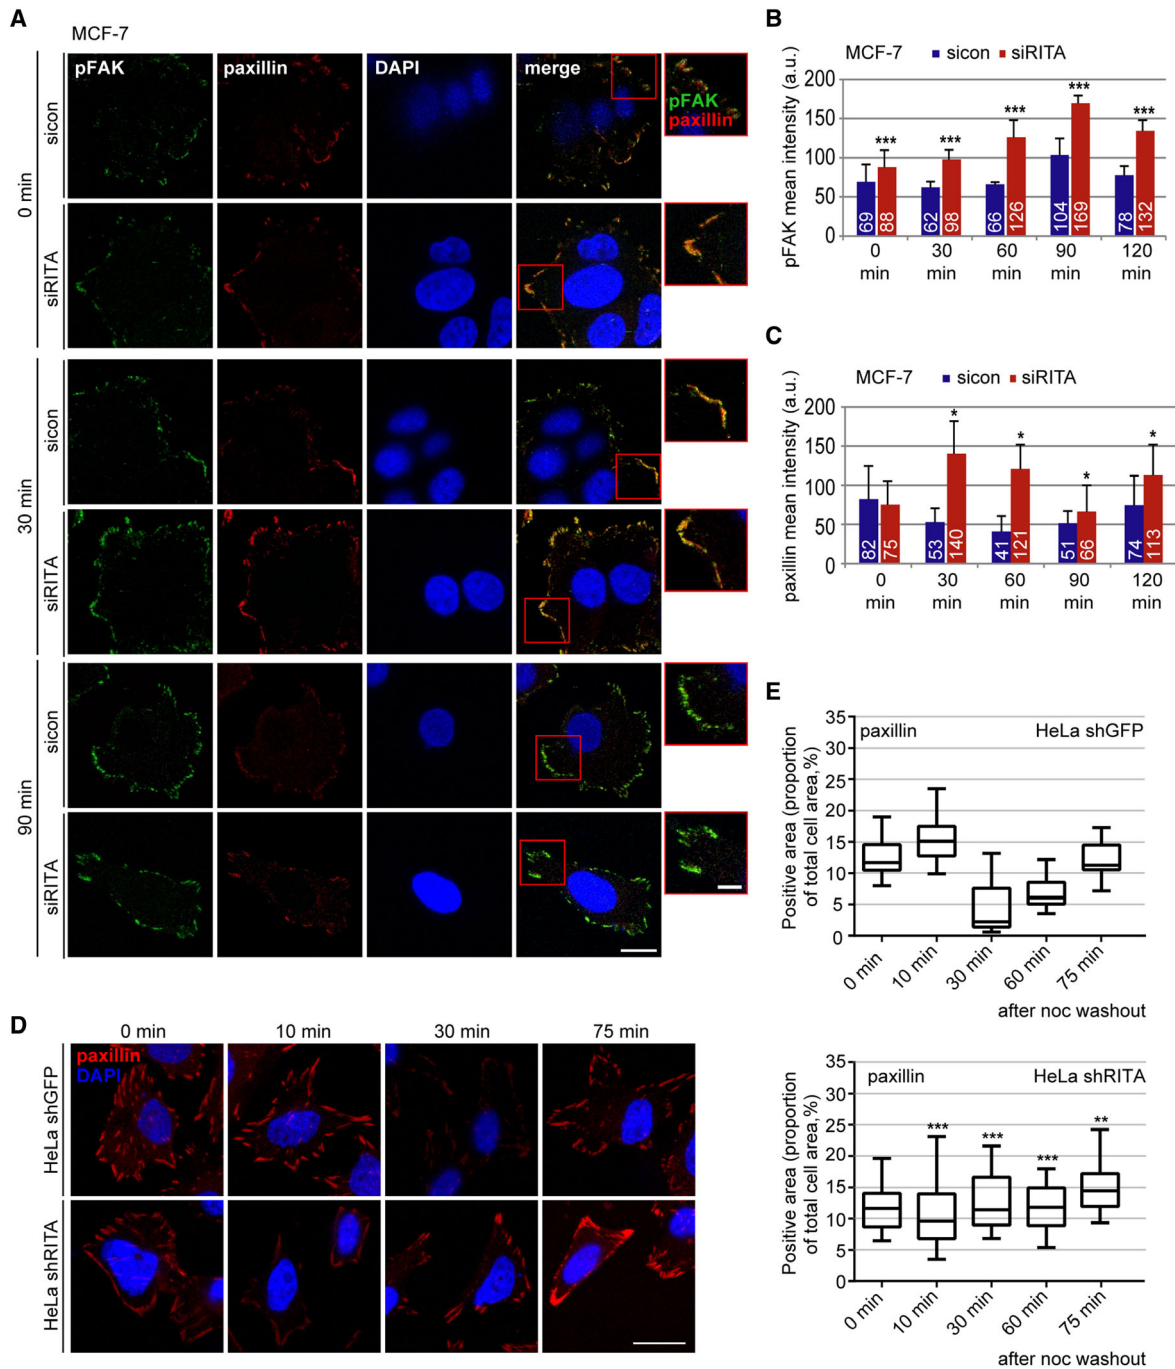 A
MCF-7
pFAK paxillin DAPI merge
pFAK
paxillin
0 min
sicon
siRITA
30 min
sicon
siRITA
90 min
sicon
siRITA
B
MCF-7 sicon siRITA
pFAK mean intensity (a.u.)
200
150
100
50
0
*** *** *** *** ***
69 88 62 98 66 126 104 169 78 132
0 30 60 90 120
min min min min min
C
MCF-7 sicon siRITA
paxillin mean intensity (a.u.)
200
150
100
50
0
* * * *
82 75 53 140 41 121 51 66 74 113
0 30 60 90 120
min min min min min
D
0 min 10 min 30 min 75 min
paxillin
DAPI
HeLa shGFP
HeLa shRITA
E
paxillin HeLa shGFP
Positive area (proportion
of total cell area,%)
35
30
25
20
15
10
5
0
0 min 10 min 30 min 60 min 75 min
after noc washout
paxillin HeLa shRITA
Positive area (proportion
of total cell area,%)
35
30
25
20
15
10
5
0
*** *** *** **
0 min 10 min 30 min 60 min 75 min
after noc washout